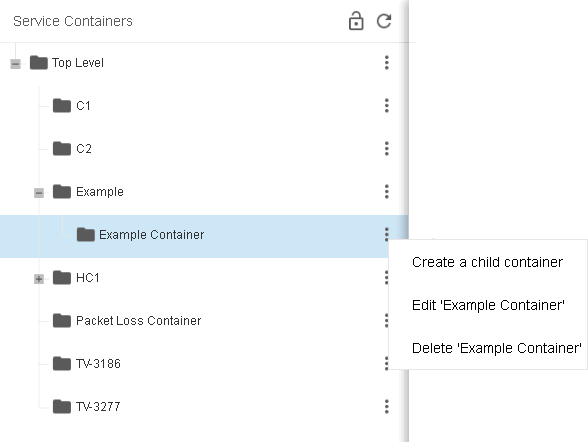 Service Containers
Top Level
C1
C2
Example
Example Container
Create a child container
HC1
Edit 'Example Container'
Packet Loss Container
Delete 'Example Container'
TV-3186
TV-3277